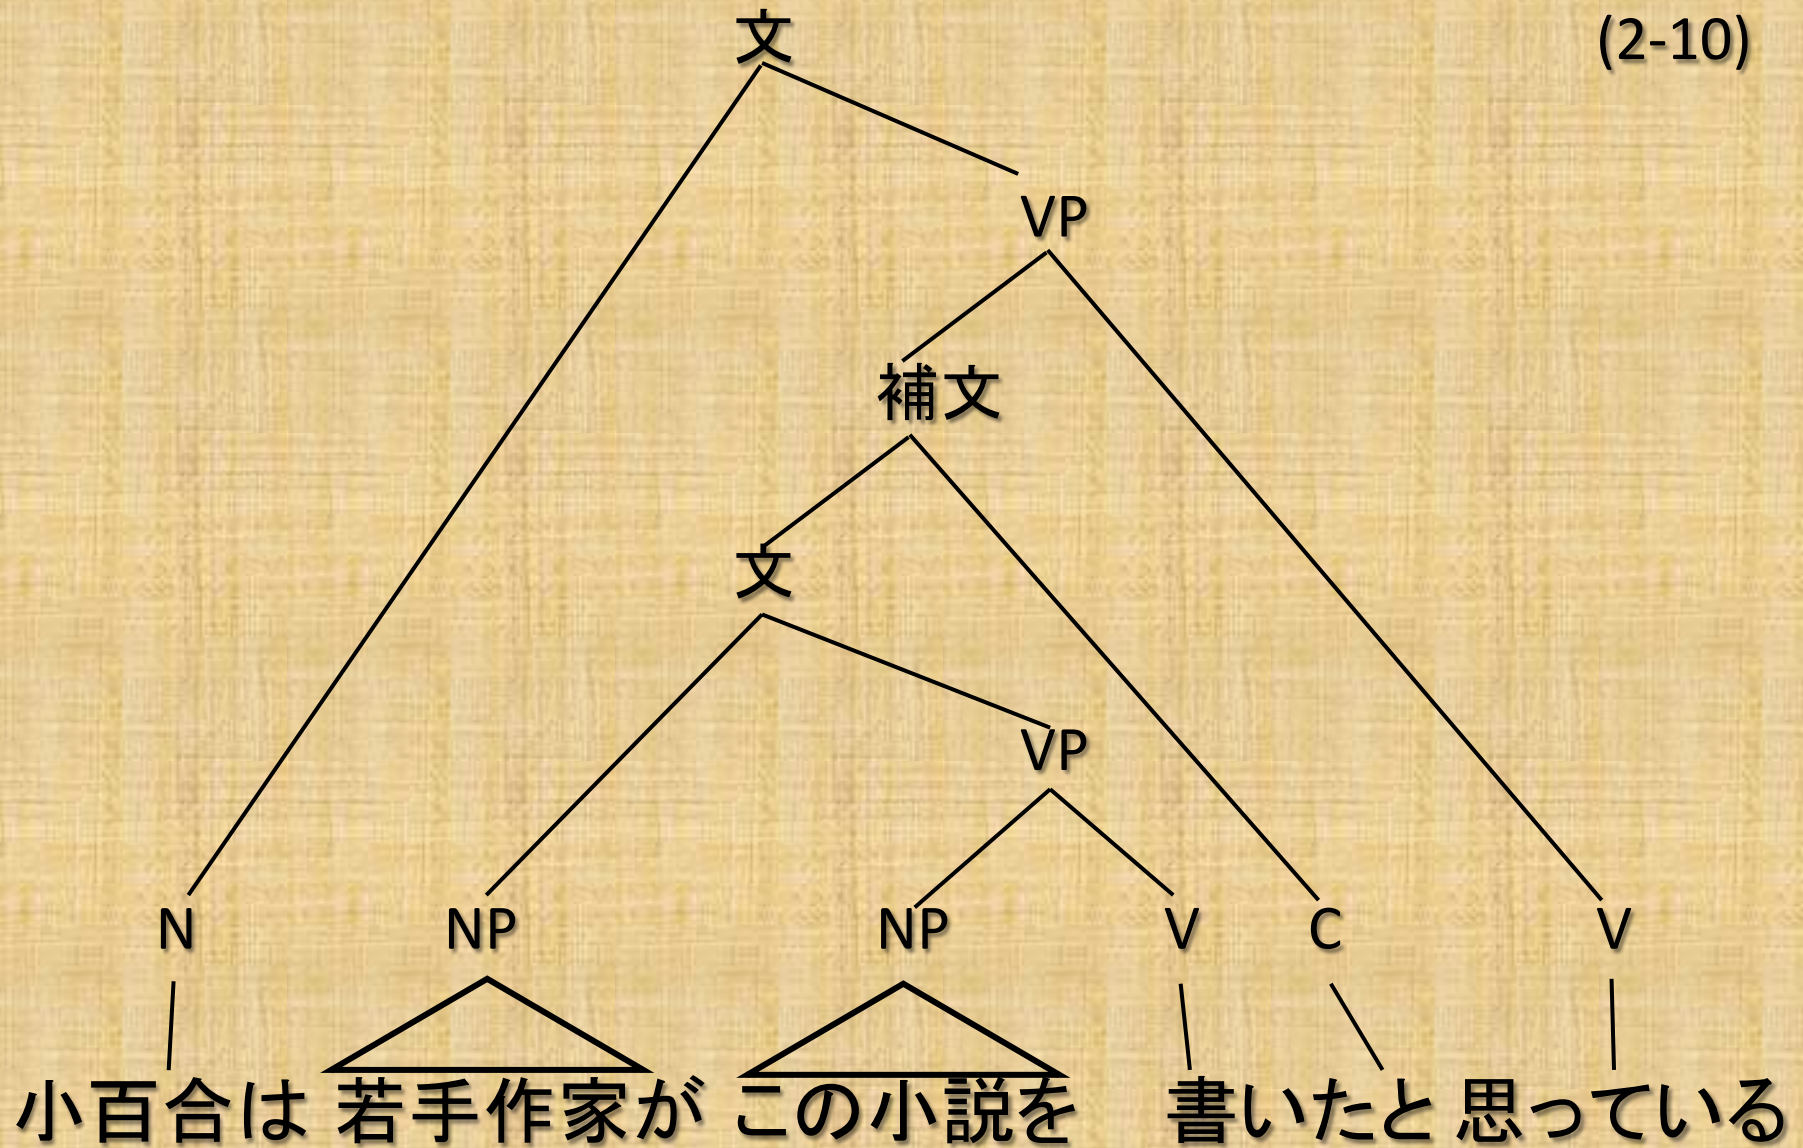 文 (2-10)
VP
補文
文
VP
N NP NP V C V
小百合は 若手作家が この小説を 書いたと 思っている